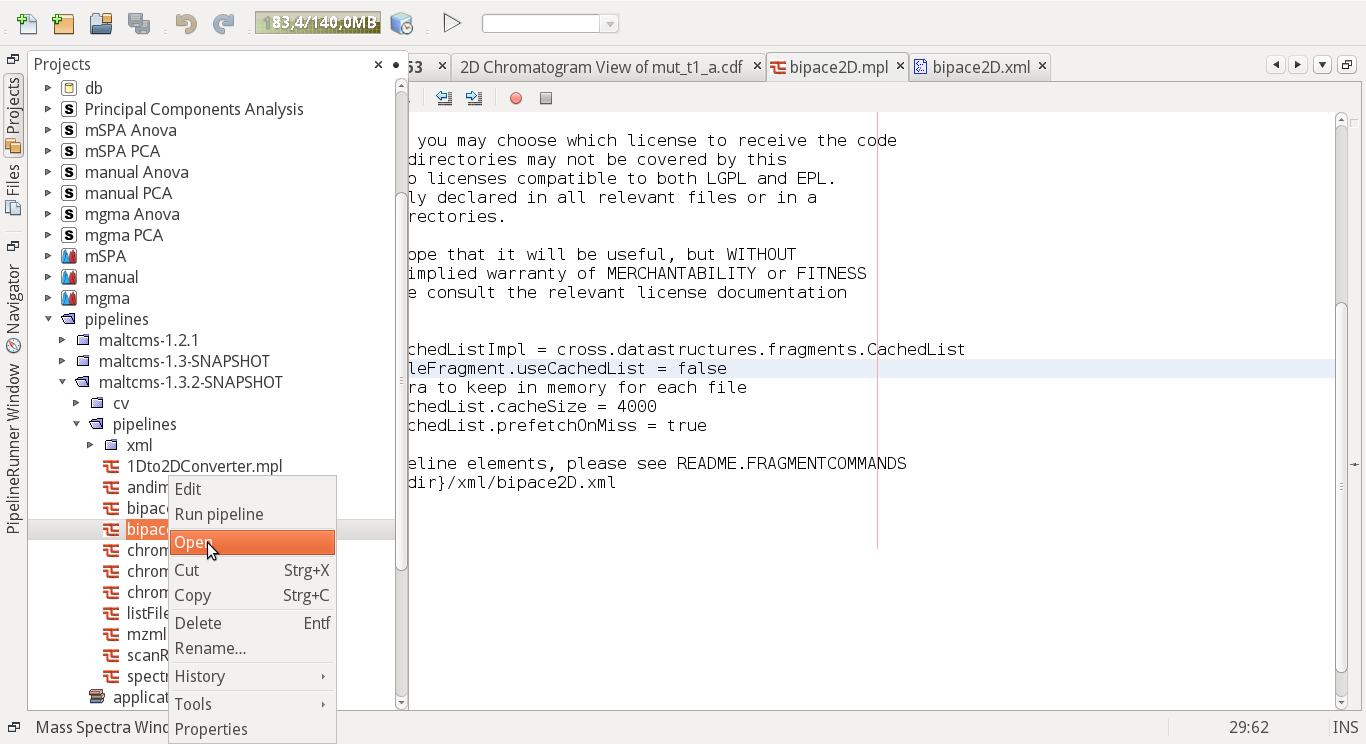 83,4/140,0MB
Projects
Files
Navigator
PipelineRunner Window
Projects
db
Principal Components Analysis
mSPA Anova
mSPA PCA
manual Anova
manual PCA
mgma Anova
mgma PCA
mSPA
manual
mgma
pipelines
maltcms-1.2.1
maltcms-1.3-SNAPSHOT
maltcms-1.3.2-SNAPSHOT
cv
pipelines
xml
1Dto2DConverter.mpl
andim
bipac
bipac
chrom
chrom
chrom
listFile
mzml
scanR
spectr
applicat
Edit
Run pipeline
Open
Cut Strg+X
Copy Strg+C
Delete Entf
Rename...
History
Tools
Properties
53 2D Chromatogram View of mut_t1_a.cdf bipace2D.mpl bipace2D.xml
you may choose which license to receive the code
directories may not be covered by this
o licenses compatible to both LGPL and EPL.
ly declared in all relevant files or in a
rectories.
ope that it will be useful, but WITHOUT
implied warranty of MERCHANTABILITY or FITNESS
e consult the relevant license documentation
chedListImpl = cross.datastructures.fragments.CachedList
leFragment.useCachedList = false
ra to keep in memory for each file
chedList.cacheSize = 4000
chedList.prefetchOnMiss = true
eline elements, please see README.FRAGMENTCOMMANDS
dir}/xml/bipace2D.xml
Mass Spectra Wind
29:62 INS